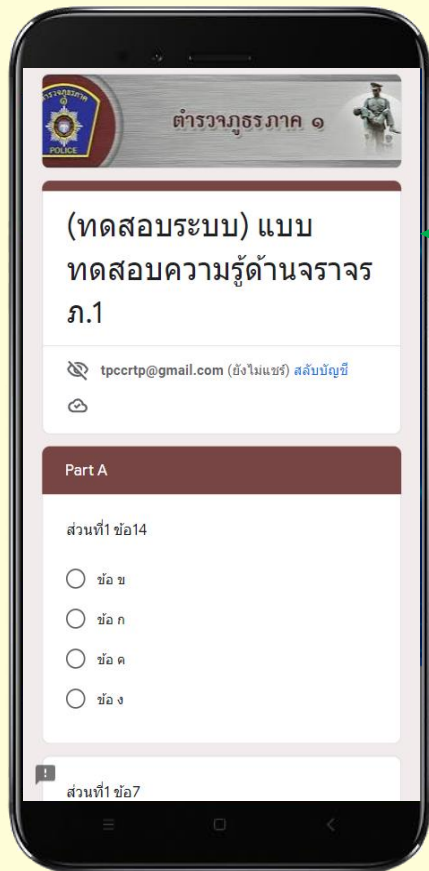 POLICE
ตำรวจภูธรภาค ๑
(ทดสอบระบบ) แบบ
ทดสอบความรู้ด้านจราจร
ภ.1
tpccrtp@gmail.com (ยังไม่แชร์) สลับบัญชี
Part A
ส่วนที่1 ข้อ14
ข้อ ข
ข้อ ก
ข้อ ค
ข้อ ง
ส่วนที่1 ข้อ7